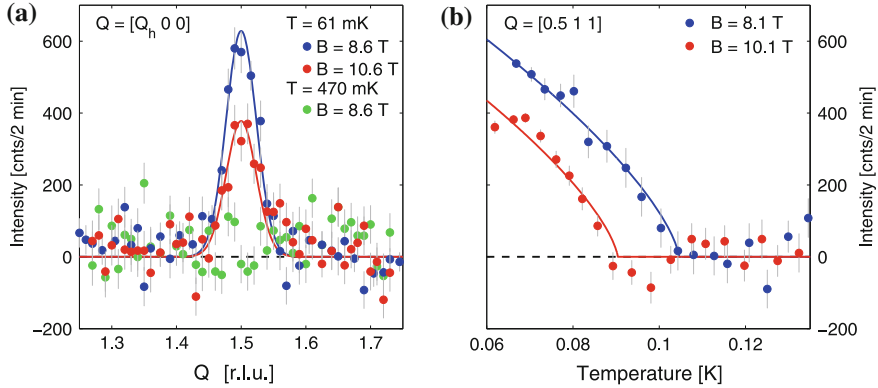 (a)
Q = [Q_h 0 0]
T = 61 mK
B = 8.6 T
B = 10.6 T
T = 470 mK
B = 8.6 T
Intensity [cnts/2 min]
600
400
200
0
−200
1.3 1.4 1.5 1.6 1.7
Q [r.l.u.]
(b)
Q = [0.5 1 1]
B = 8.1 T
B = 10.1 T
600
400
200
0
−200
Intensity [cnts/2 min]
0.06 0.08 0.1 0.12
Temperature [K]